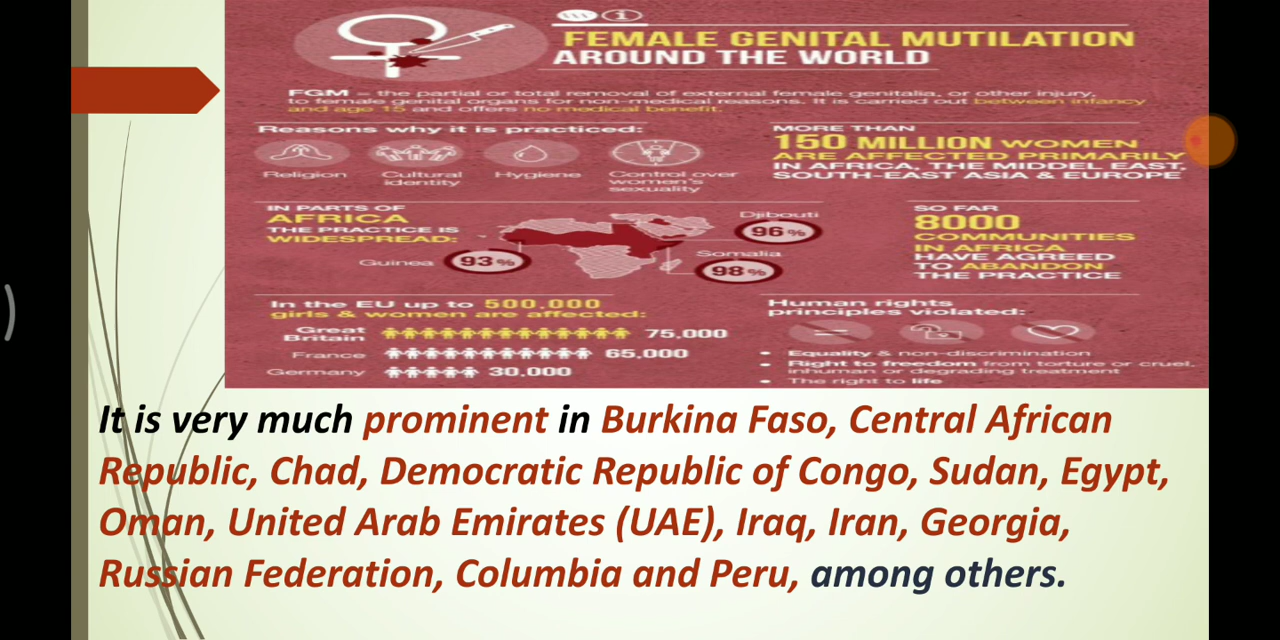 FEMALE GENITAL MUTILATION
AROUND THE WORLD
FGM – the partial or total removal of external female genitalia, or other injury,
to female genital organs for non-medical reasons. It is carried out between infancy
and age 15 and offers no medical benefit.
Reasons why it is practiced:
Religion
Cultural
identity
Hygiene
Control over
women's
sexuality
MORE THAN
150 MILLION WOMEN
ARE AFFECTED PRIMARILY
IN AFRICA, THE MIDDEL EAST,
SOUTH-EAST ASIA & EUROPE
IN PARTS OF
AFRICA
THE PRACTICE IS
WIDESPREAD:
Guinea 93%
Djibouti
96%
Somalia
98%
SO FAR
8000
COMMUNITIES
IN AFRICA
HAVE AGREED
TO ABANDON
THE PRACTICE
In the EU up to 500.000
girls & women are affected:
Great
Britain 75.000
France 65,000
Germany 30.000
Human rights
principles violated:
• Equality & non-discrimination
• Right to freedom from torture or cruel,
inhuman or degrading treatment
• The right to life
It is very much prominent in Burkina Faso, Central African
Republic, Chad, Democratic Republic of Congo, Sudan, Egypt,
Oman, United Arab Emirates (UAE), Iraq, Iran, Georgia,
Russian Federation, Columbia and Peru, among others.